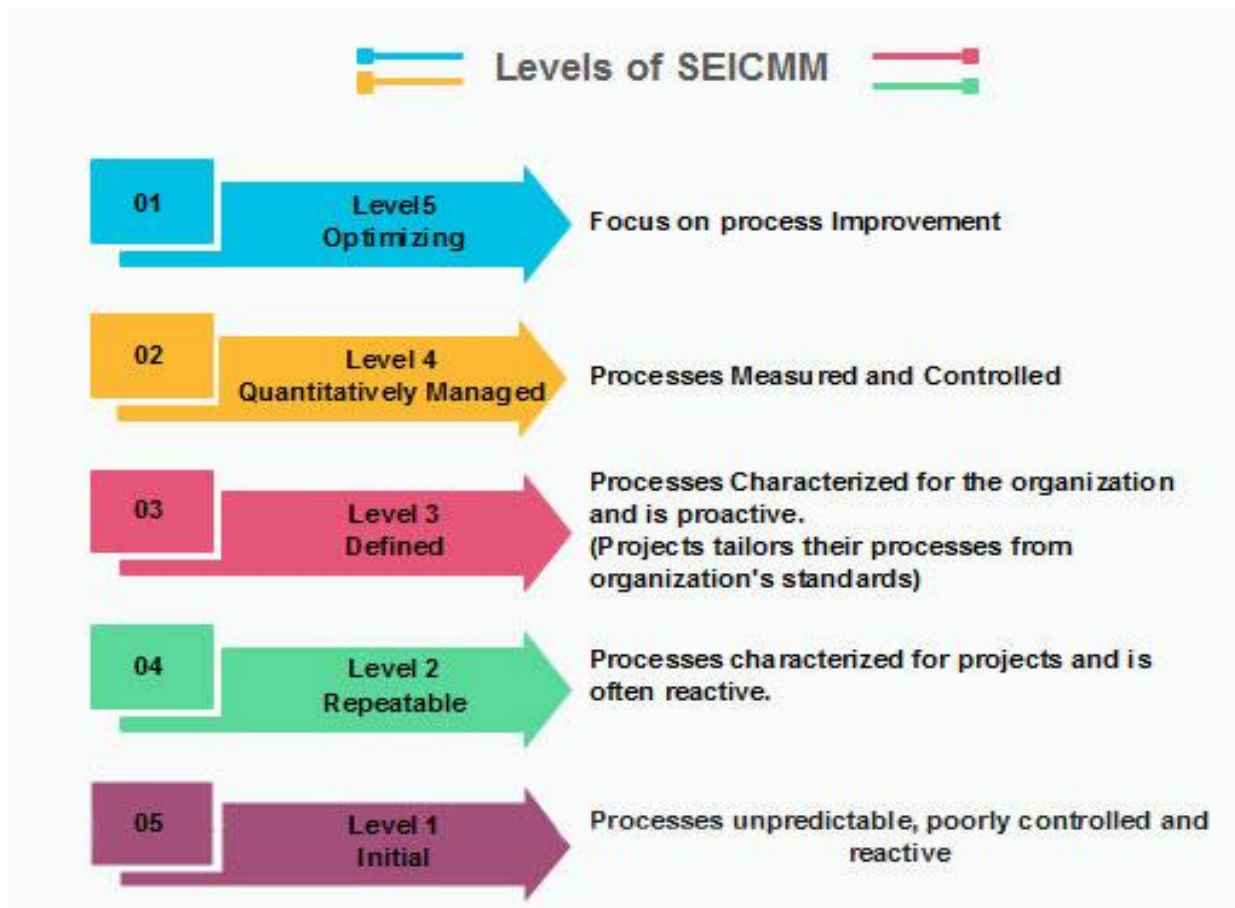 Levels of SEICMM
01
Level5
Optimizing
Focus on process Improvement
02
Level 4
Quantitatively Managed
Processes Measured and Controlled
03
Level 3
Defined
Processes Characterized for the organization
and is proactive.
(Projects tailors their processes from
organization's standards)
04
Level 2
Repeatable
Processes characterized for projects and is
often reactive.
05
Level 1
Initial
Processes unpredictable, poorly controlled and
reactive